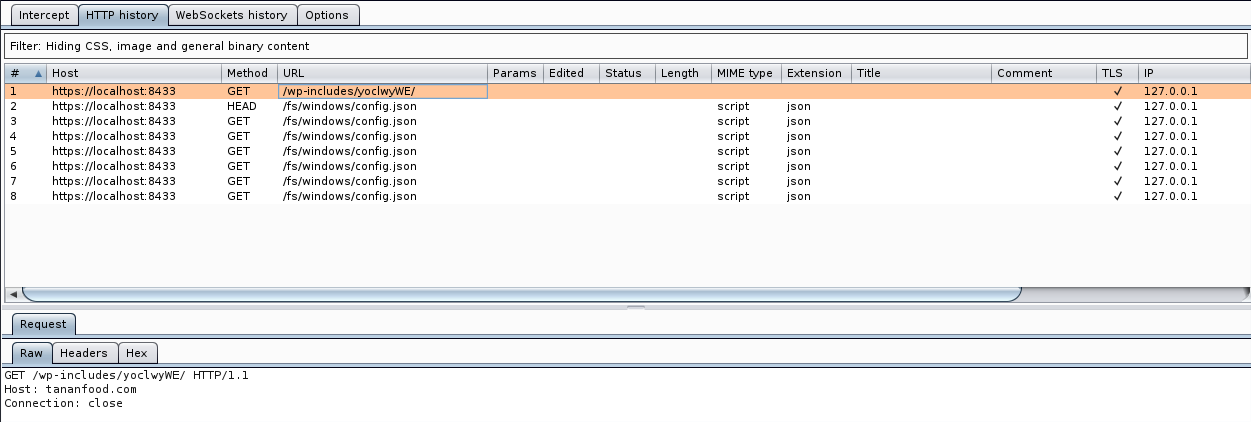 Intercept HTTP history WebSockets history Options
Filter: Hiding CSS, image and general binary content
# Host Method URL Params Edited Status Length MIME type Extension Title Comment TLS IP
1 https://localhost:8433 GET /wp-includes/yoclwyWE/ ✓ 127.0.0.1
2 https://localhost:8433 HEAD /fs/windows/config.json script json ✓ 127.0.0.1
3 https://localhost:8433 GET /fs/windows/config.json script json ✓ 127.0.0.1
4 https://localhost:8433 GET /fs/windows/config.json script json ✓ 127.0.0.1
5 https://localhost:8433 GET /fs/windows/config.json script json ✓ 127.0.0.1
6 https://localhost:8433 GET /fs/windows/config.json script json ✓ 127.0.0.1
7 https://localhost:8433 GET /fs/windows/config.json script json ✓ 127.0.0.1
8 https://localhost:8433 GET /fs/windows/config.json script json ✓ 127.0.0.1
Request
Raw Headers Hex
GET /wp-includes/yoclwyWE/ HTTP/1.1
Host: tananfood.com
Connection: close